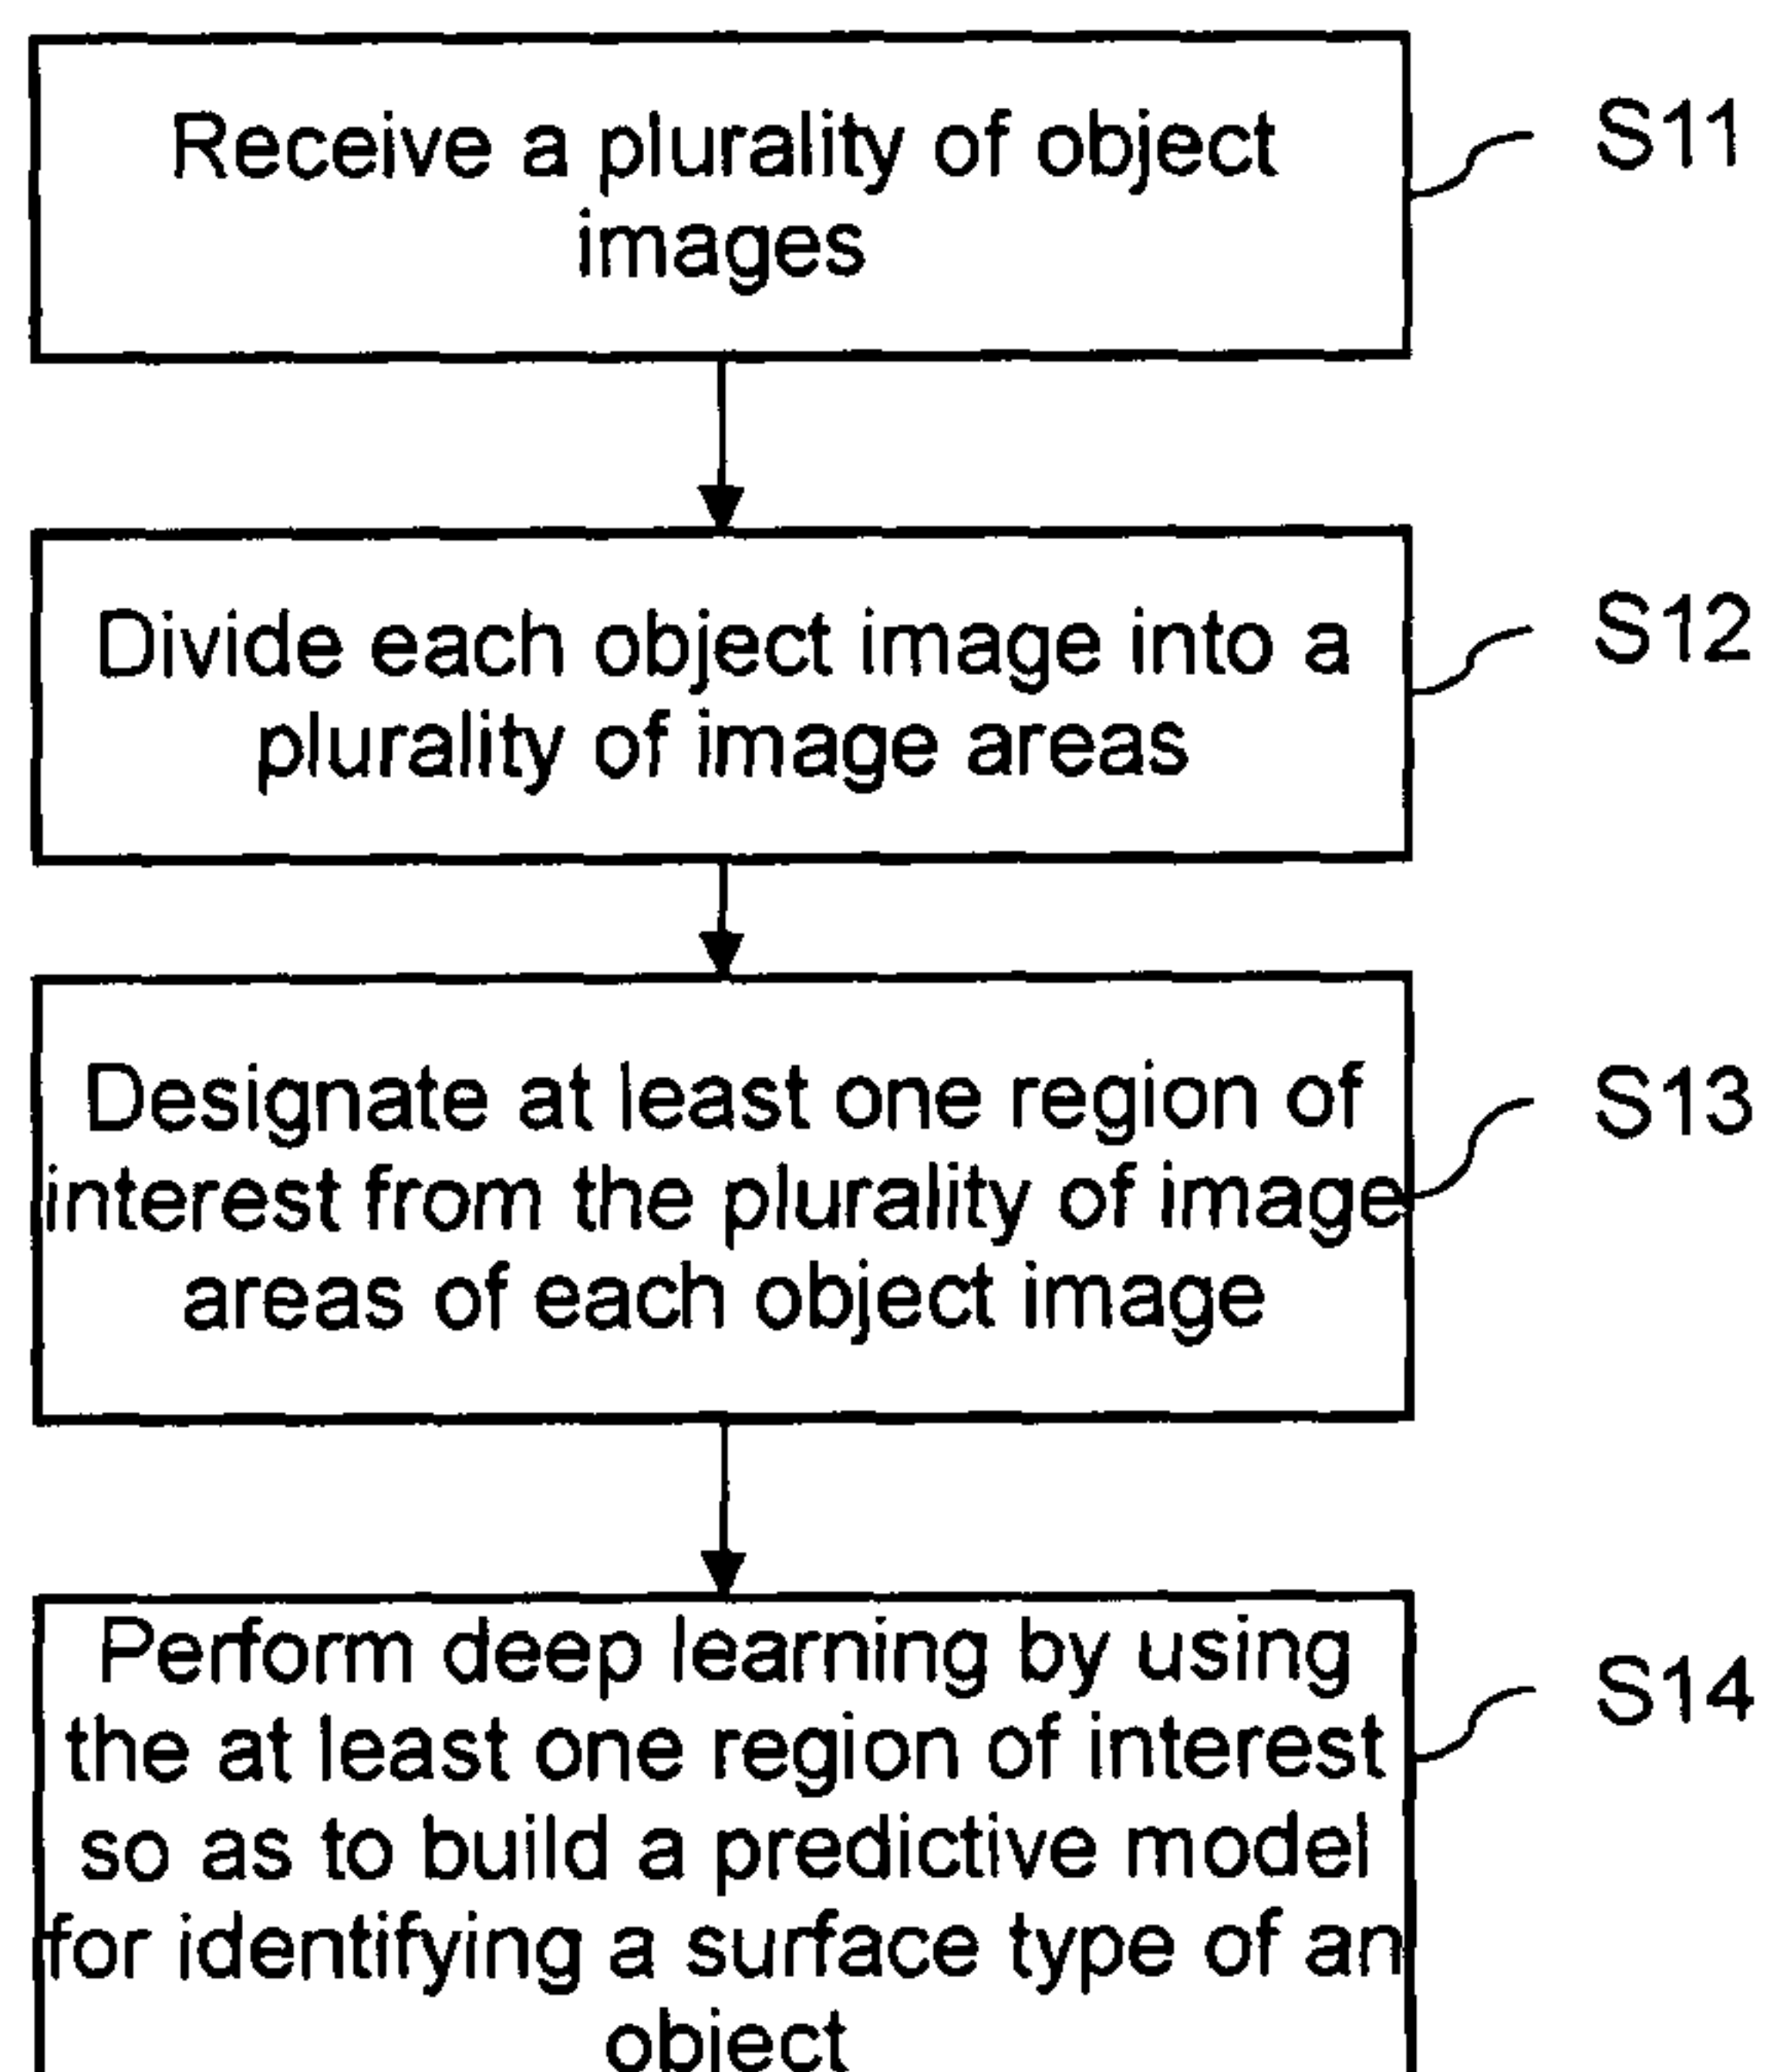 Receive a plurality of object
images
S11
Divide each object image into a
plurality of image areas
S12
Designate at least one region of
interest from the plurality of image
areas of each object image
S13
Perform deep learning by using
the at least one region of interest
so as to build a predictive model
for identifying a surface type of an
object
S14